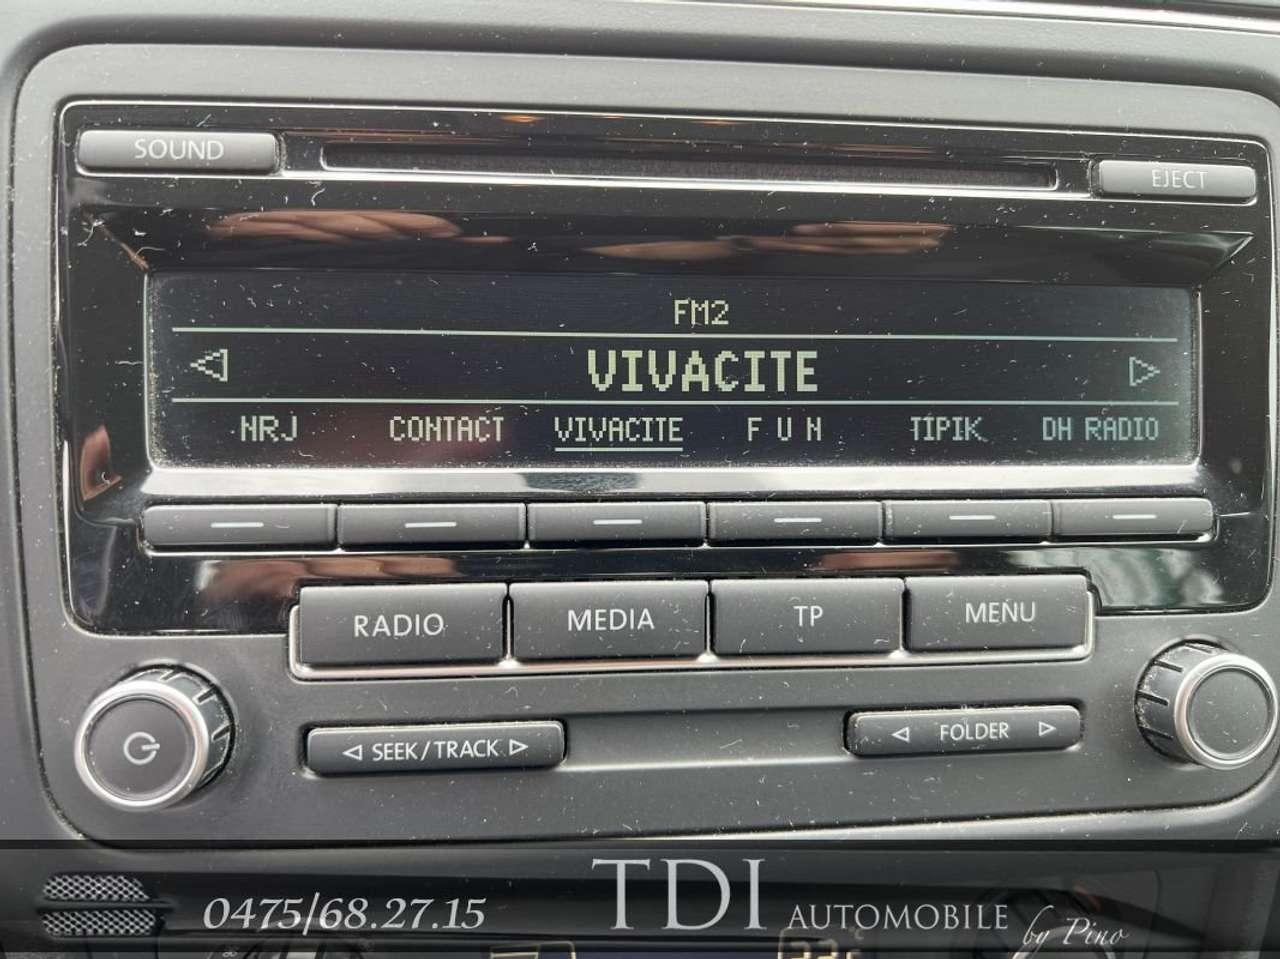 SOUND
EJECT
FM2
VIVACITE
NRJ CONTACT VIVACITE F U N TIPIK DH RADIO
RADIO MEDIA TP MENU
SEEK/TRACK
FOLDER
0475/68.27.15 TDI AUTOMOBILE by Pino